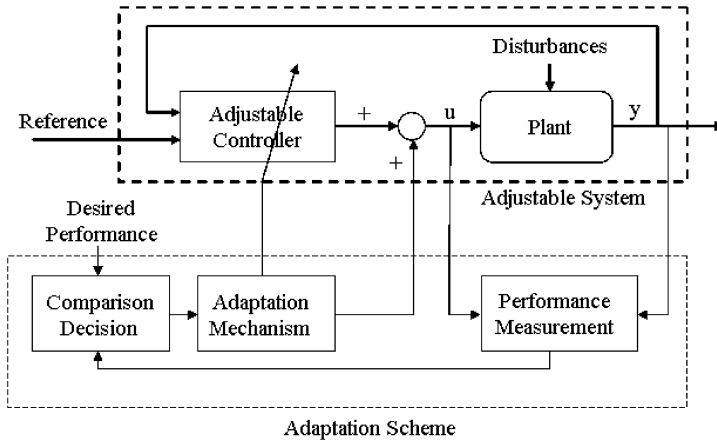 Disturbances
Reference
Adjustable
Controller
+
+
u
Plant
y
Adjustable System
Desired
Performance
Comparison
Decision
Adaptation
Mechanism
Performance
Measurement
Adaptation Scheme